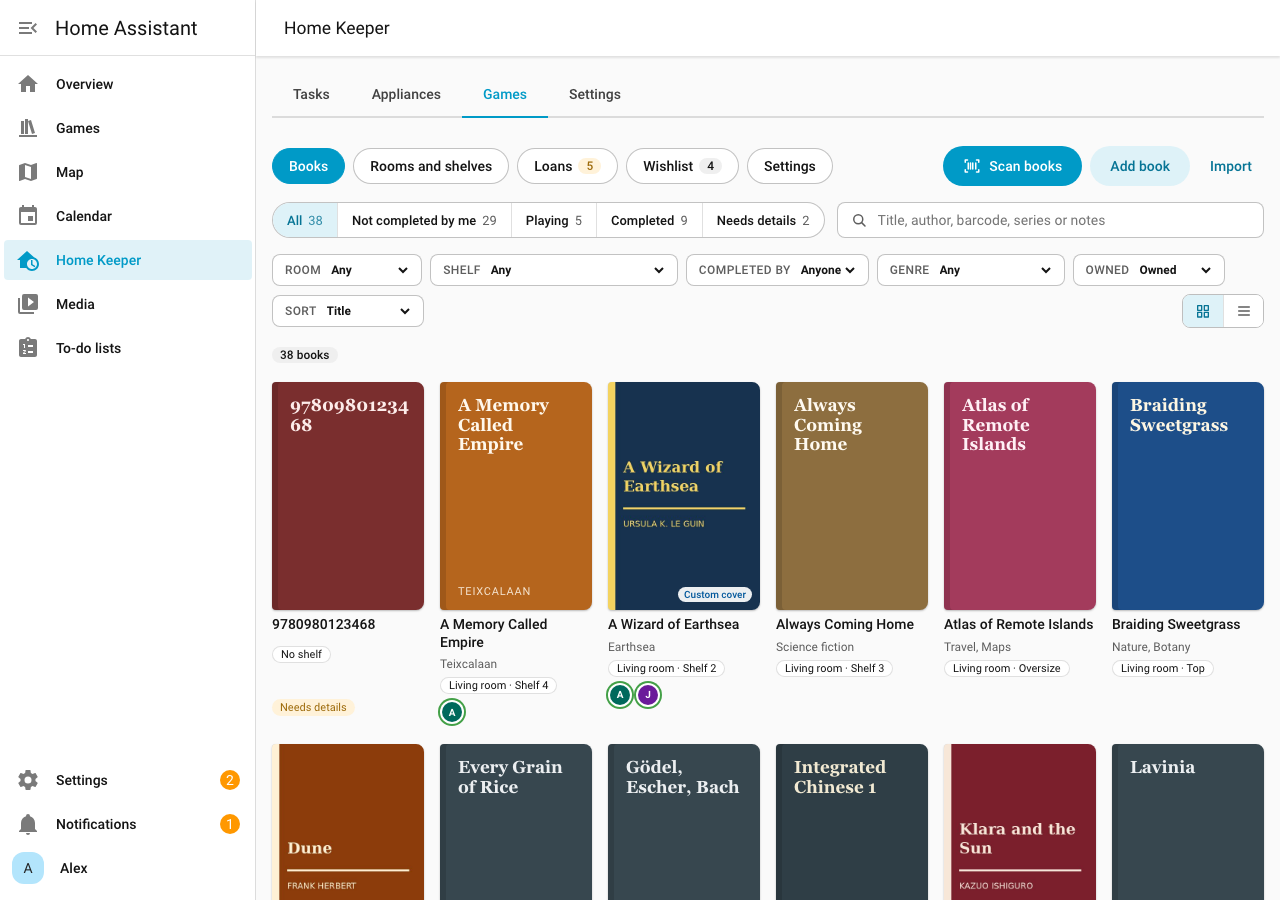 Home Assistant
Home Keeper
Overview
Games
Map
Calendar
Home Keeper
Media
To-do lists
Settings 2
Notifications 1
A Alex
Tasks Appliances Games Settings
Books Rooms and shelves Loans 5 Wishlist 4 Settings Scan books Add book Import
All 38 Not completed by me 29 Playing 5 Completed 9 Needs details 2 Title, author, barcode, series or notes
ROOM Any SHELF Any COMPLETED BY Anyone GENRE Any OWNED Owned
SORT Title
38 books
97809801234
68
9780980123468
No shelf
Needs details
A Memory
Called
Empire
TEIXCALAAN
A Memory Called
Empire
Teixcalaan
Living room · Shelf 4
A
A Wizard of
Earthsea
URSULA K. LE GUIN
Custom cover
A Wizard of Earthsea
Earthsea
Living room · Shelf 2
A J
Always
Coming
Home
Always Coming Home
Science fiction
Living room · Shelf 3
Atlas of
Remote
Islands
Atlas of Remote Islands
Travel, Maps
Living room · Oversize
Braiding
Sweetgrass
Braiding Sweetgrass
Nature, Botany
Living room · Top
Dune
FRANK HERBERT
Every Grain
of Rice
Gödel,
Escher, Bach
Integrated
Chinese 1
Klara and the
Sun
KAZUO ISHIGURO
Lavinia